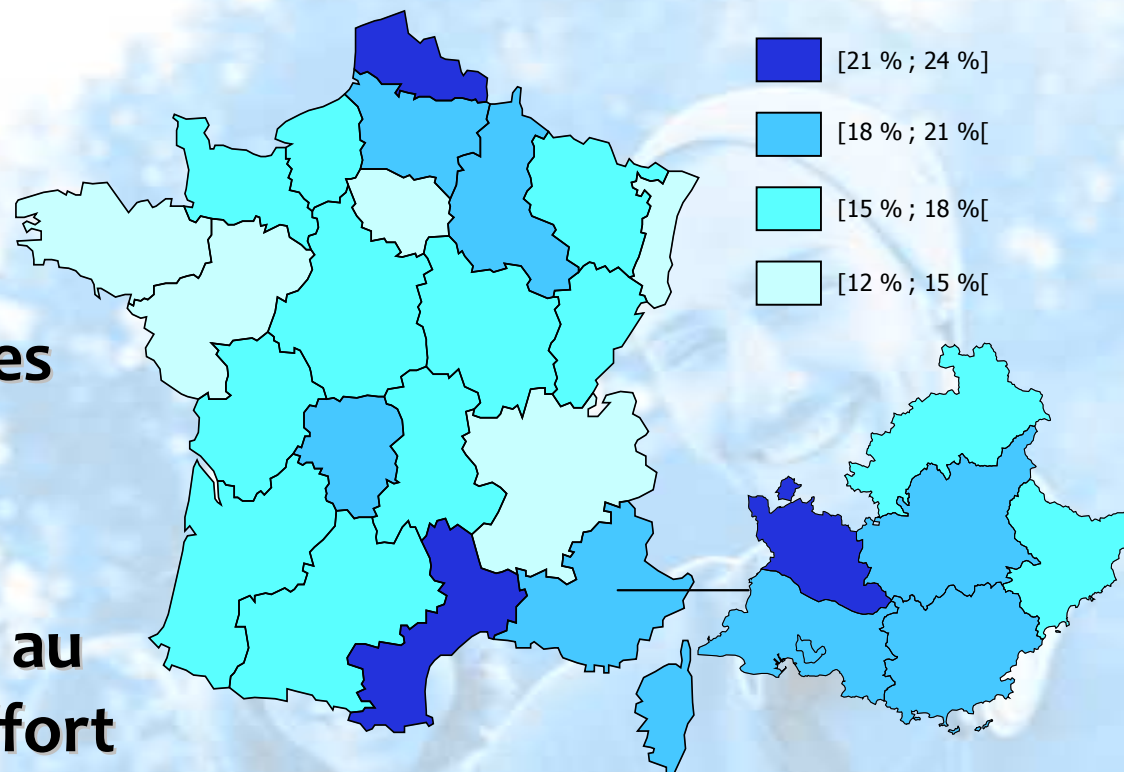 [21 % ; 24 %]
[18 % ; 21 %[
[15 % ; 18 %[
[12 % ; 15 %[
es
au
fort